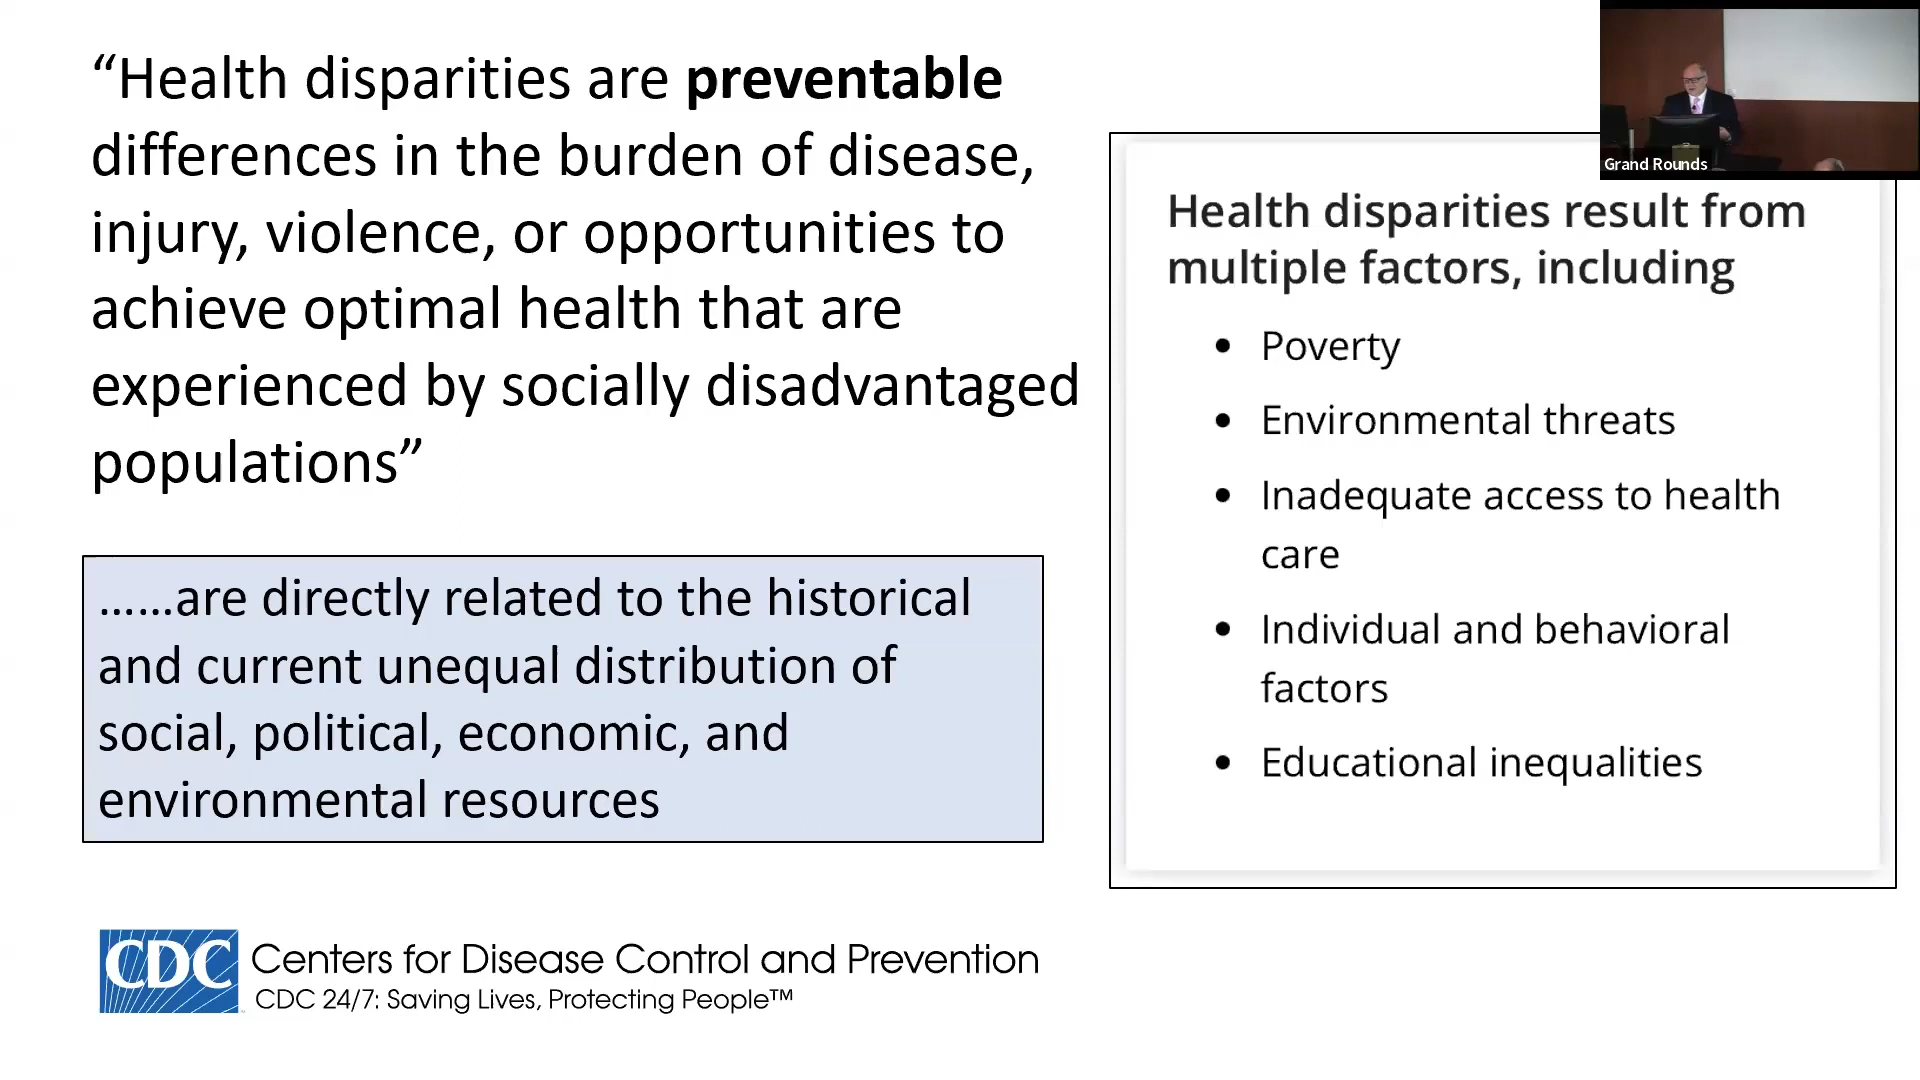 “Health disparities are preventable
differences in the burden of disease,
injury, violence, or opportunities to
achieve optimal health that are
experienced by socially disadvantaged
populations”
……are directly related to the historical
and current unequal distribution of
social, political, economic, and
environmental resources
CDC
Centers for Disease Control and Prevention
CDC 24/7: Saving Lives, Protecting People™
Grand Rounds
Health disparities result from
multiple factors, including
• Poverty
• Environmental threats
• Inadequate access to health
care
• Individual and behavioral
factors
• Educational inequalities